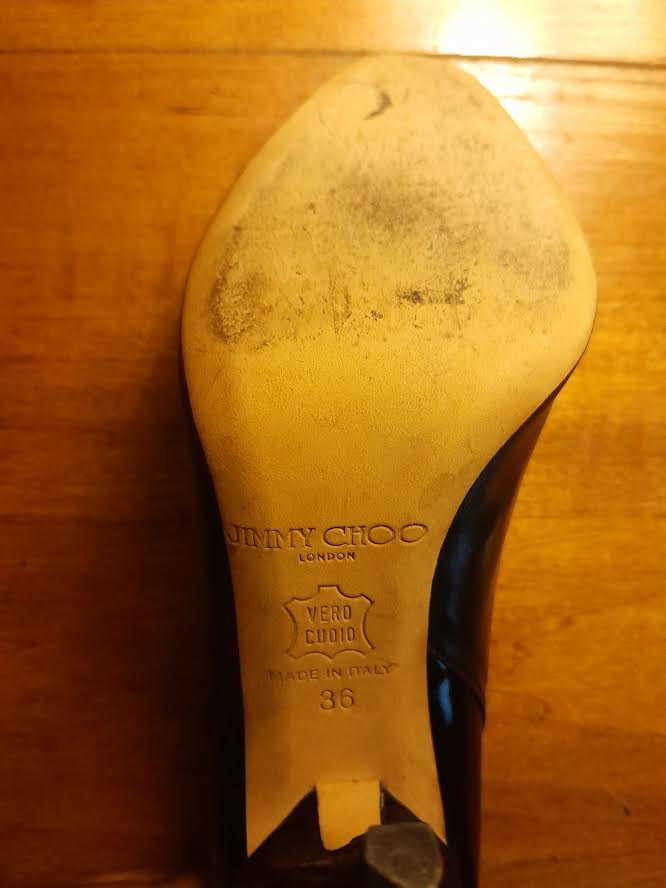 JIMMY CHOO
LONDON
VERO
CUOIO
MADE IN ITALY
36